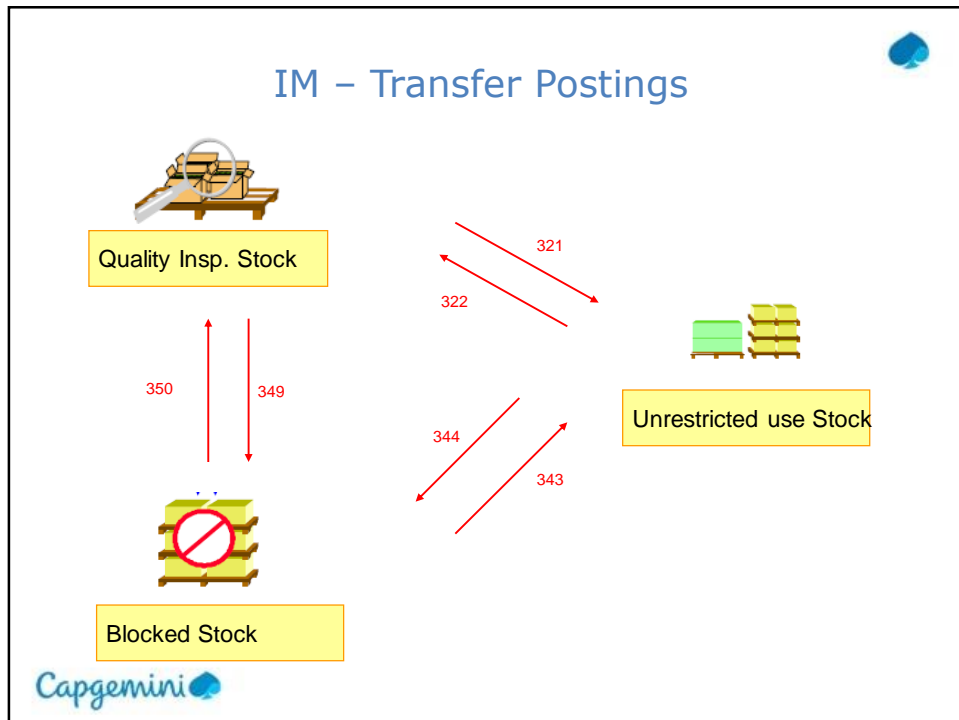 IM – Transfer Postings
Quality Insp. Stock
321
322
350
349
Unrestricted use Stock
344
343
Blocked Stock
Capgemini